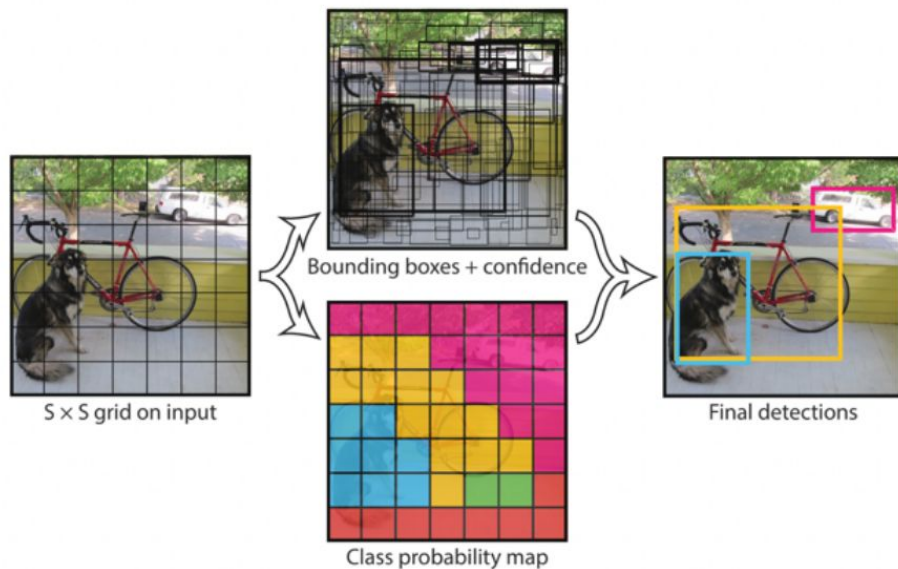 Bounding boxes + confidence
S × S grid on input
Final detections
Class probability map